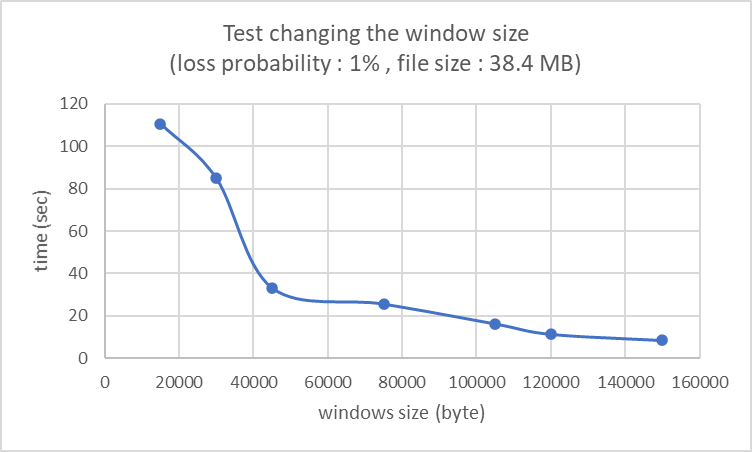 Test changing the window size
(loss probability : 1% , file size : 38.4 MB)
120
100
80
60
40
20
0
time (sec)
0 20000 40000 60000 80000 100000 120000 140000 160000
windows size (byte)